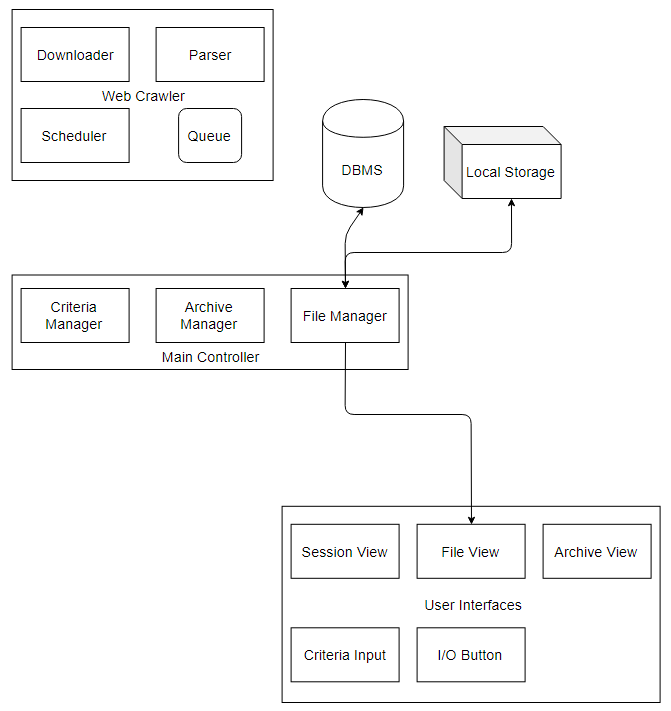 Downloader
Parser
Web Crawler
Scheduler
Queue
DBMS
Local Storage
Criteria
Manager
Archive
Manager
File Manager
Main Controller
Session View
File View
Archive View
User Interfaces
Criteria Input
I/O Button